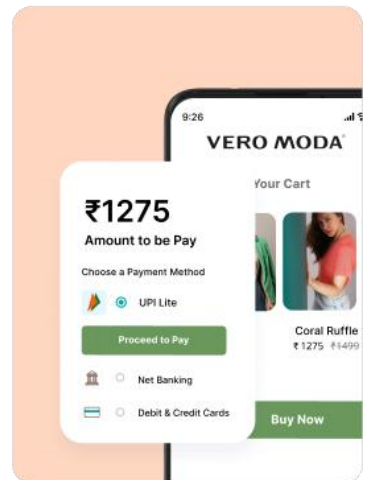 9:26
VERO MODA
Your Cart
₹1275
Amount to be Pay
Choose a Payment Method
UPI Lite
Proceed to Pay
Net Banking
Debit & Credit Cards
Coral Ruffle
₹1275 ₹1499
Buy Now